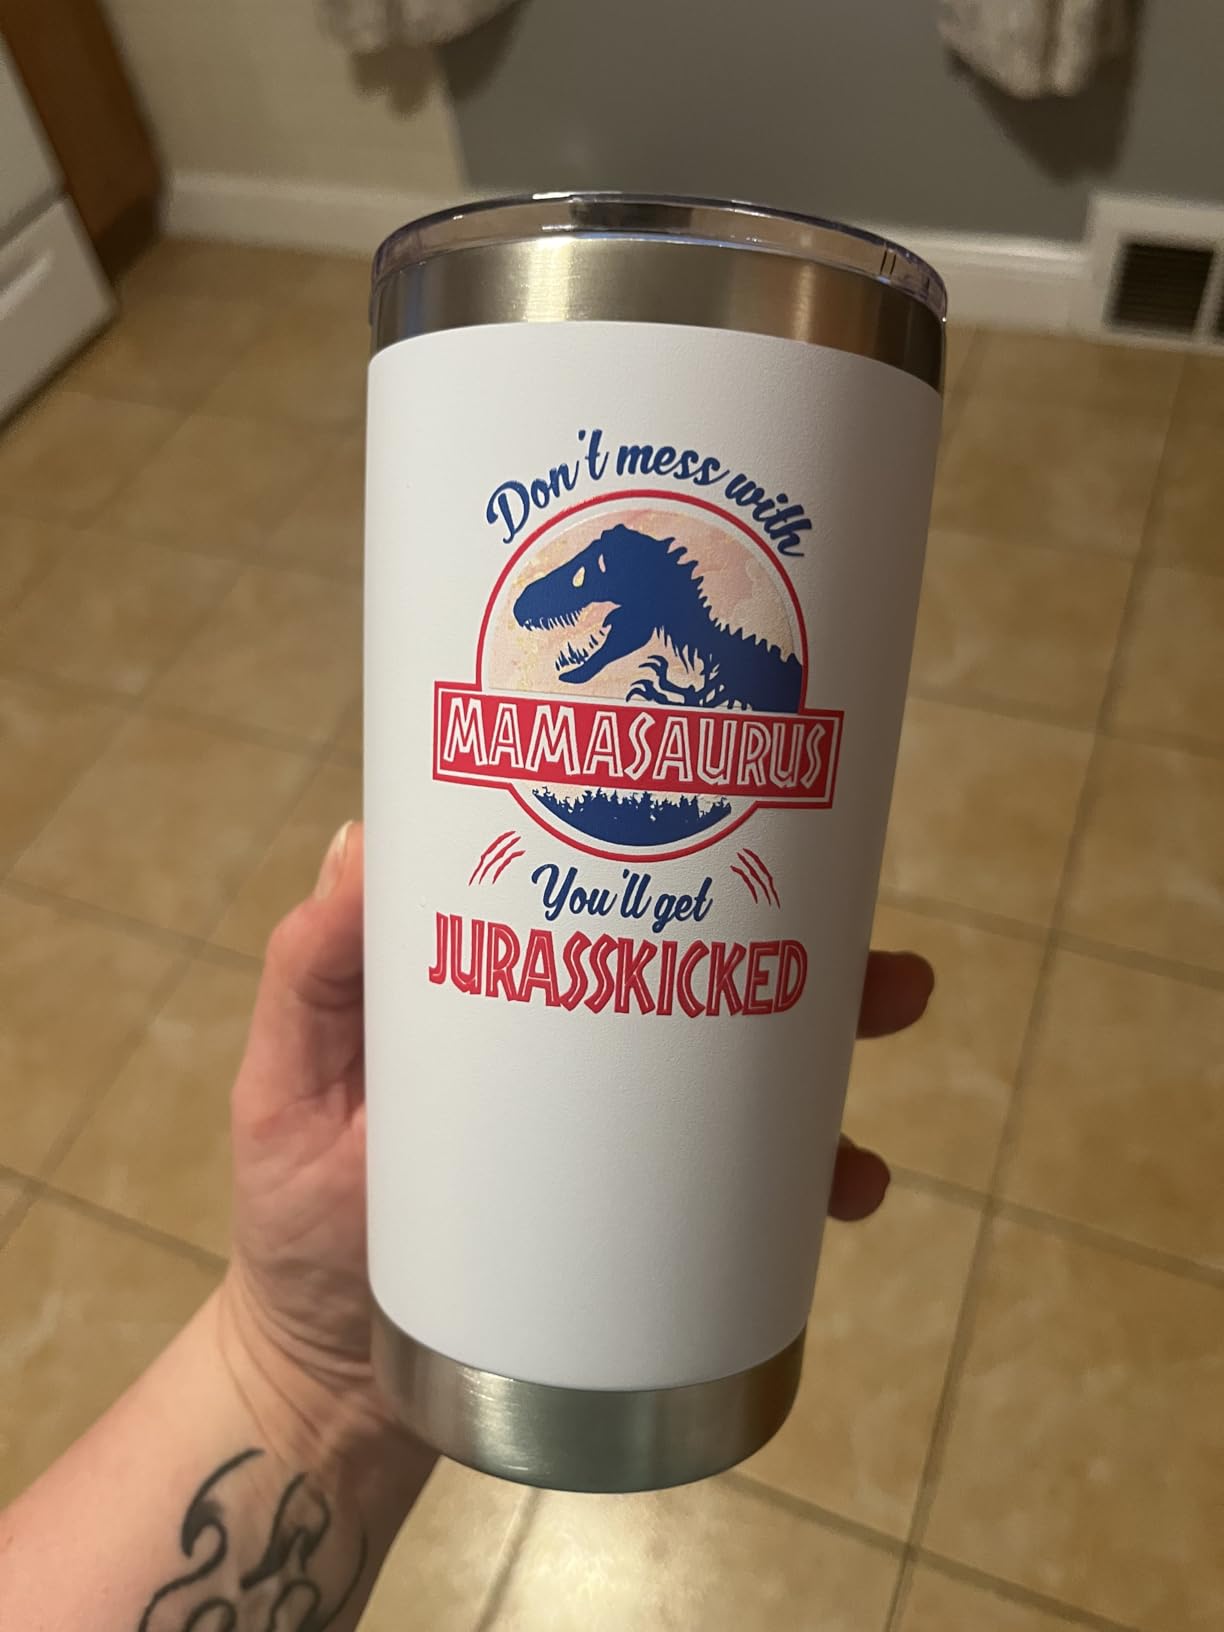 Don't mess with
MAMASAURUS
You'll get
JURASSKICKED